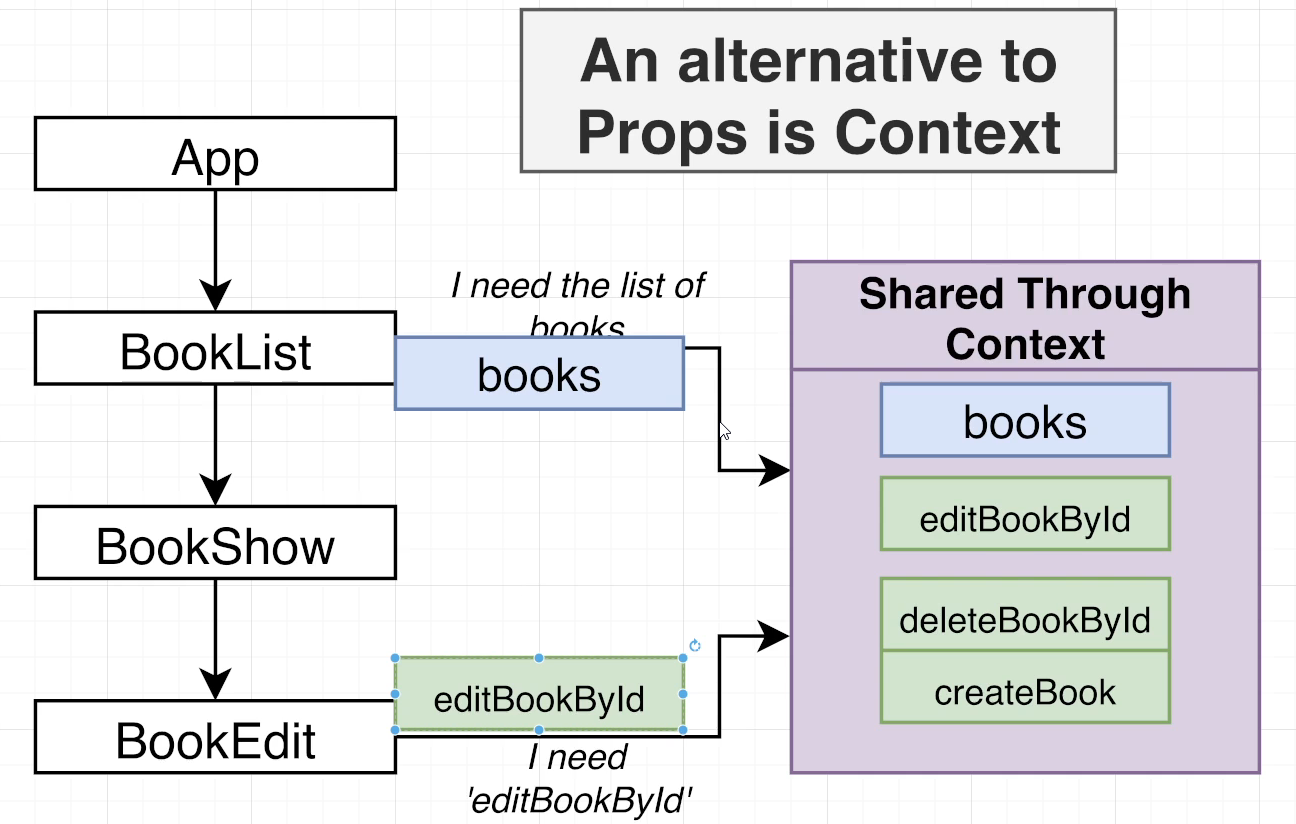 An alternative to
Props is Context
App
I need the list of
books
BookList
books
Shared Through
Context
books
editBookById
BookShow
deleteBookById
createBook
editBookById
BookEdit
I need
'editBookById'